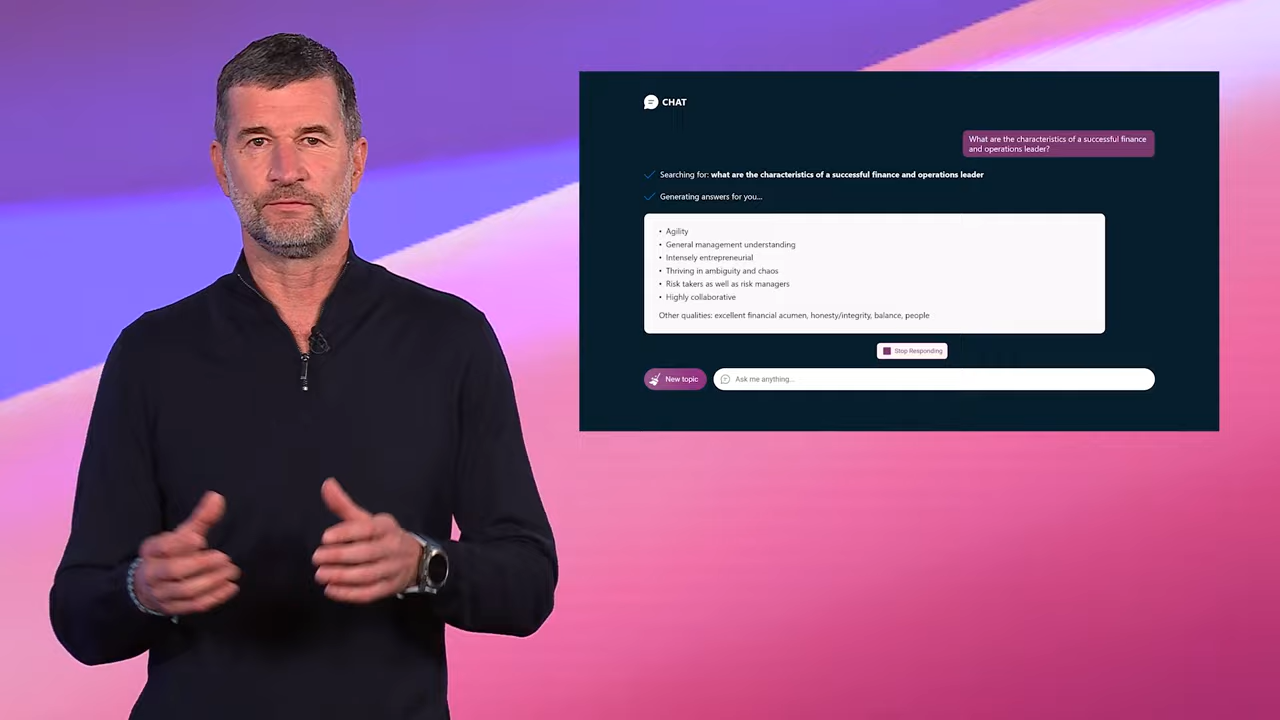 CHAT
What are the characteristics of a successful finance
and operations leader?
Searching for: what are the characteristics of a successful finance and operations leader
Generating answers for you...
• Agility
• General management understanding
• Intensely entrepreneurial
• Thriving in ambiguity and chaos
• Risk takers as well as risk managers
• Highly collaborative
Other qualities: excellent financial acumen, honesty/integrity, balance, people
Stop Responding
New topic
Ask me anything...